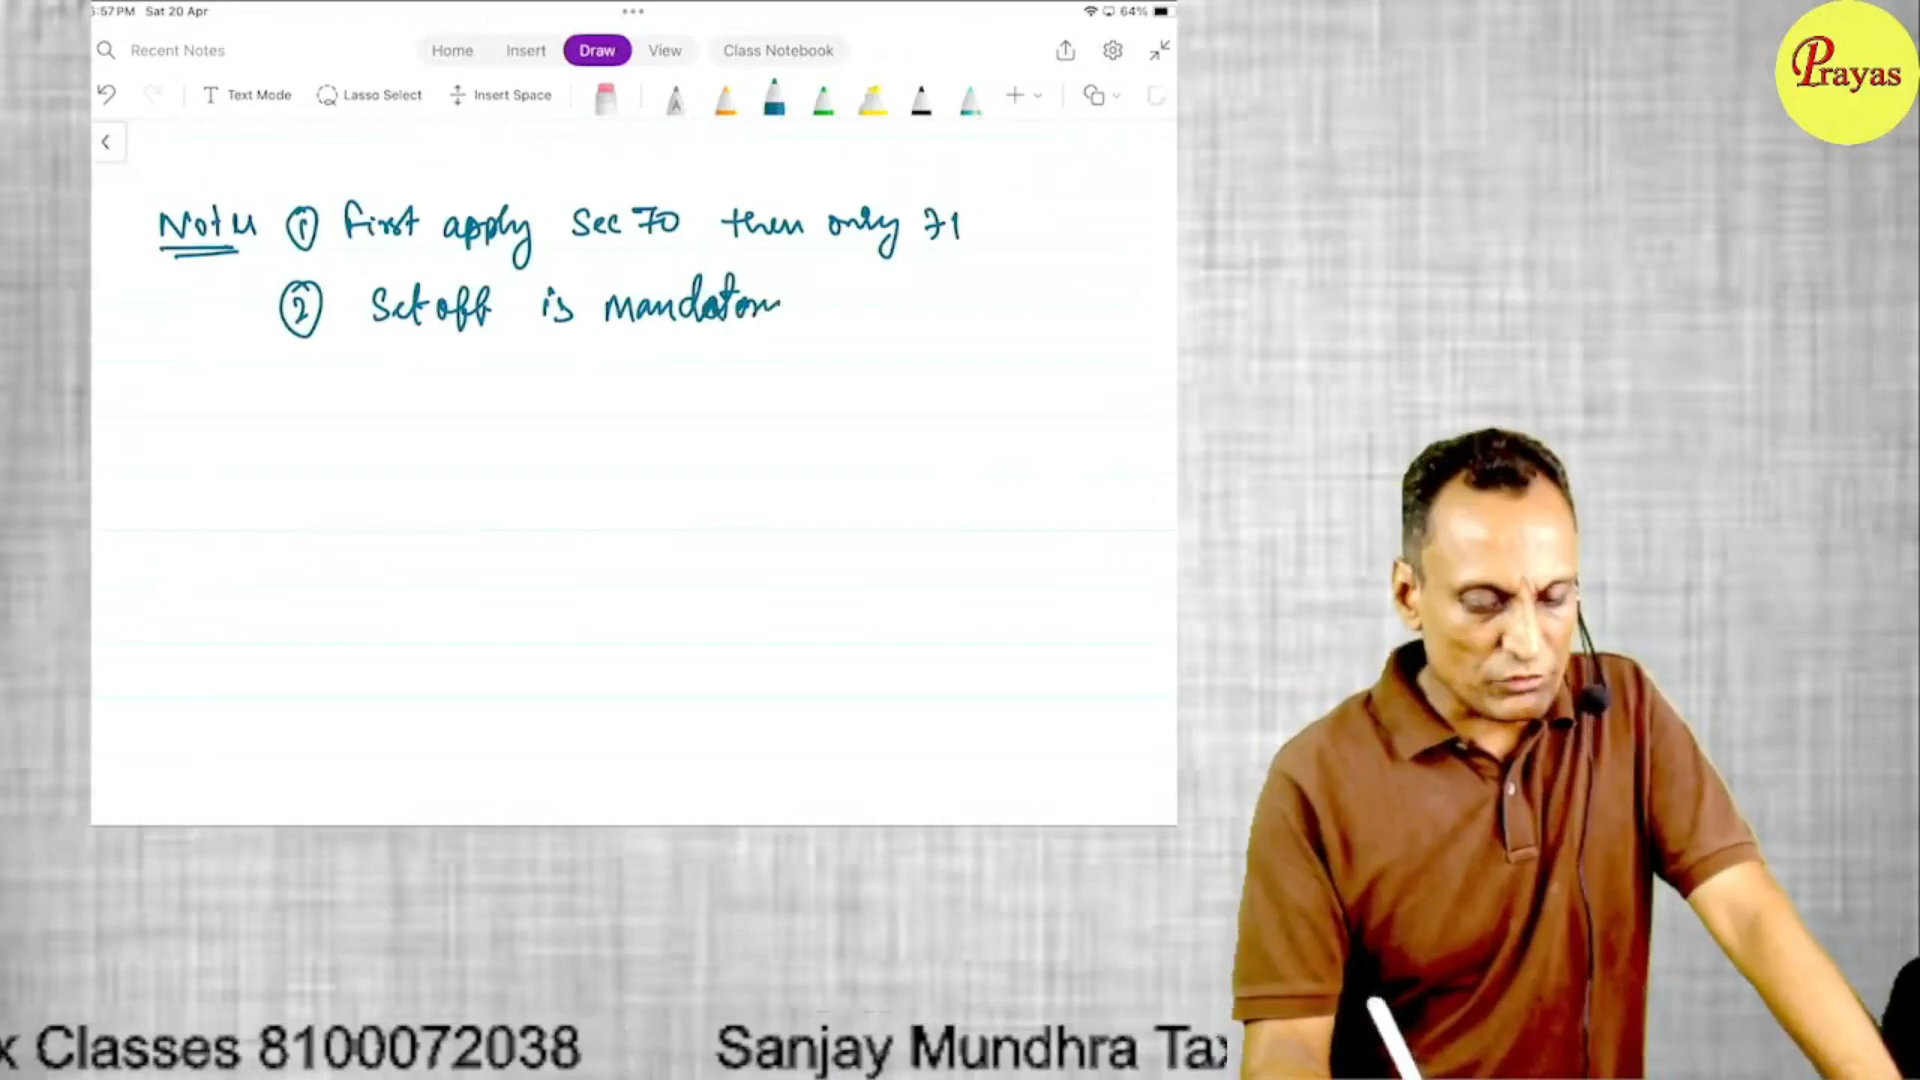 :57 PM Sat 20 Apr
64%
Recent Notes
Home Insert Draw View Class Notebook
Text Mode Lasso Select Insert Space
Prayas
Note ① First apply Sec 70 then only 71
② Set off is mandatory
x Classes 8100072038 Sanjay Mundhra Tax